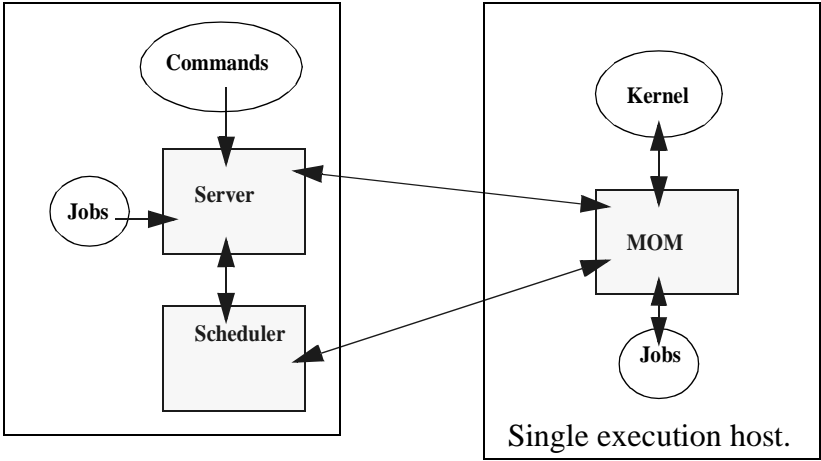 Commands
Server
Jobs
Scheduler
Kernel
MOM
Jobs
Single execution host.